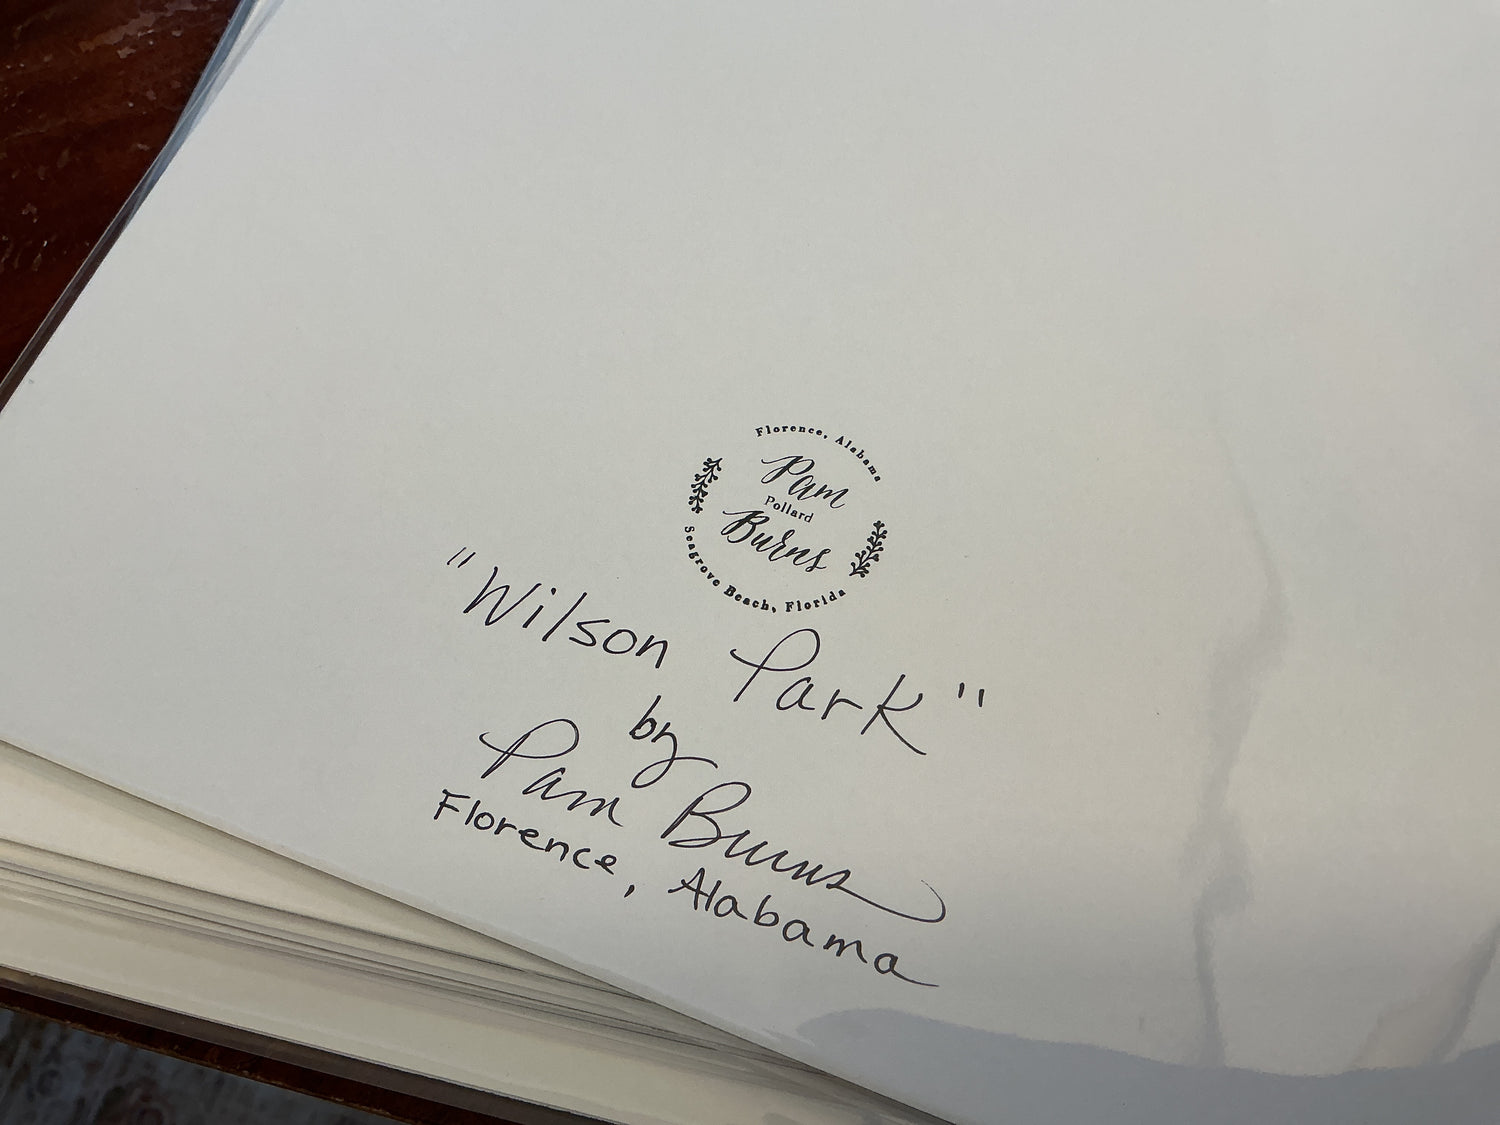 Florence, Alabama
Pam
Pollard
Burns
Seagrove Beach, Florida
"Wilson Park"
by
Pam Burns
Florence, Alabama